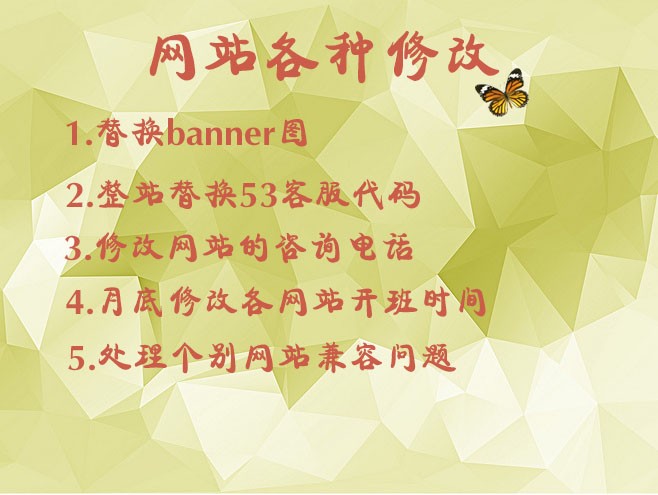 网站各种修改
1.替换banner图
2.整站替换53客服代码
3.修改网站的咨询电话
4.月底修改各网站开班时间
5.处理个别网站兼容问题